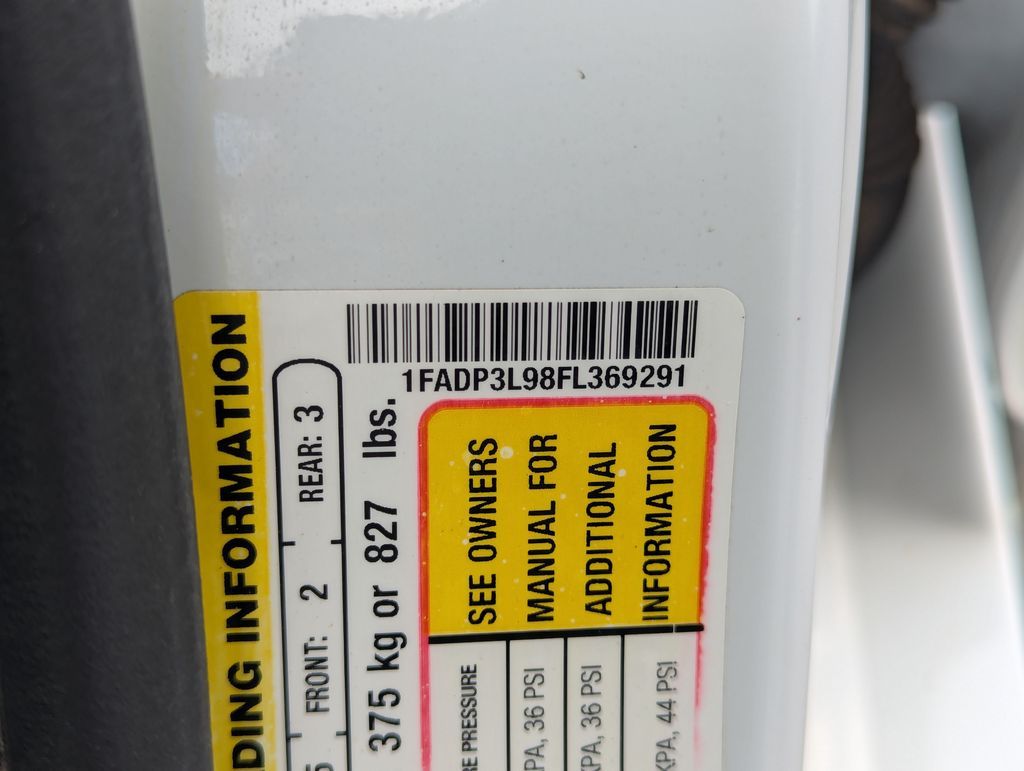 1FADP3L98FL369291
DING INFORMATION
FRONT: 2 REAR: 3
375 kg or 827 lbs.
SEE OWNERS
MANUAL FOR
ADDITIONAL
INFORMATION
RE PRESSURE
PA, 36 PSI
KPA, 36 PSI
KPA, 44 PSI